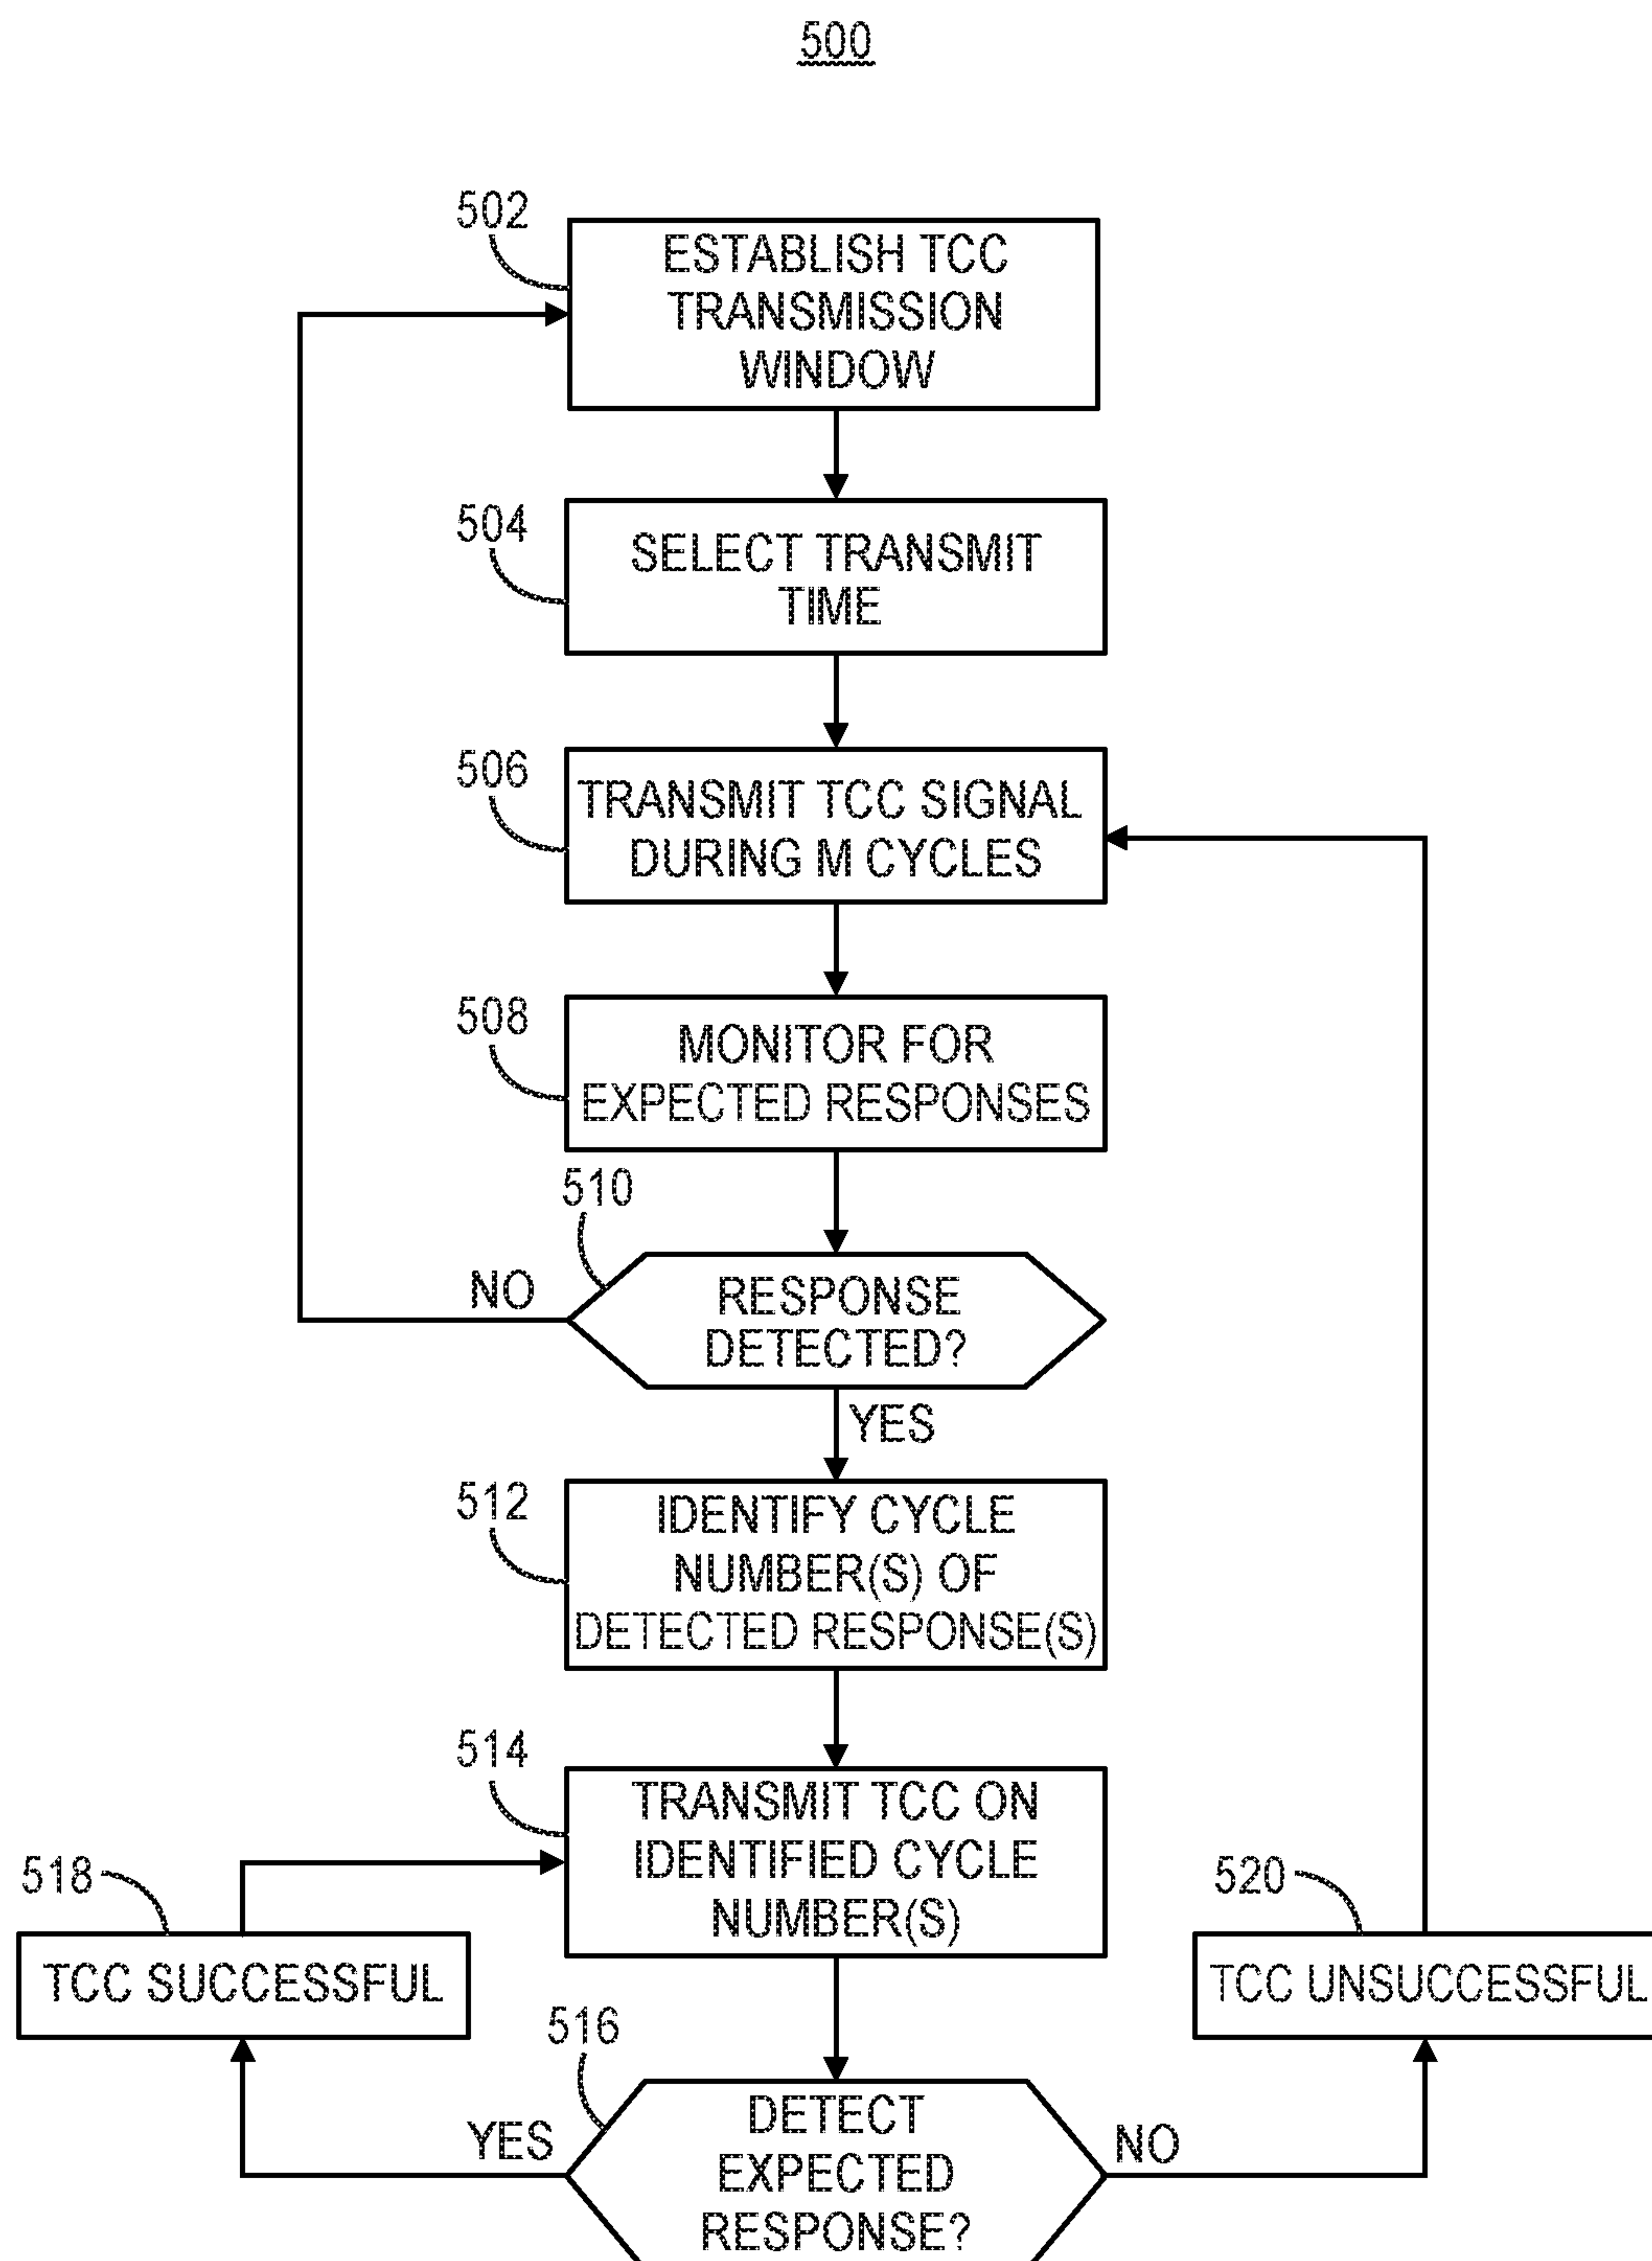 500
502
ESTABLISH TCC
TRANSMISSION
WINDOW
504
SELECT TRANSMIT
TIME
506
TRANSMIT TCC SIGNAL
DURING M CYCLES
508
MONITOR FOR
EXPECTED RESPONSES
510
NO
RESPONSE
DETECTED?
YES
512
IDENTIFY CYCLE
NUMBER(S) OF
DETECTED RESPONSE(S)
514
TRANSMIT TCC ON
IDENTIFIED CYCLE
NUMBER(S)
518
TCC SUCCESSFUL
520
TCC UNSUCCESSFUL
516
YES
DETECT
EXPECTED
RESPONSE?
NO